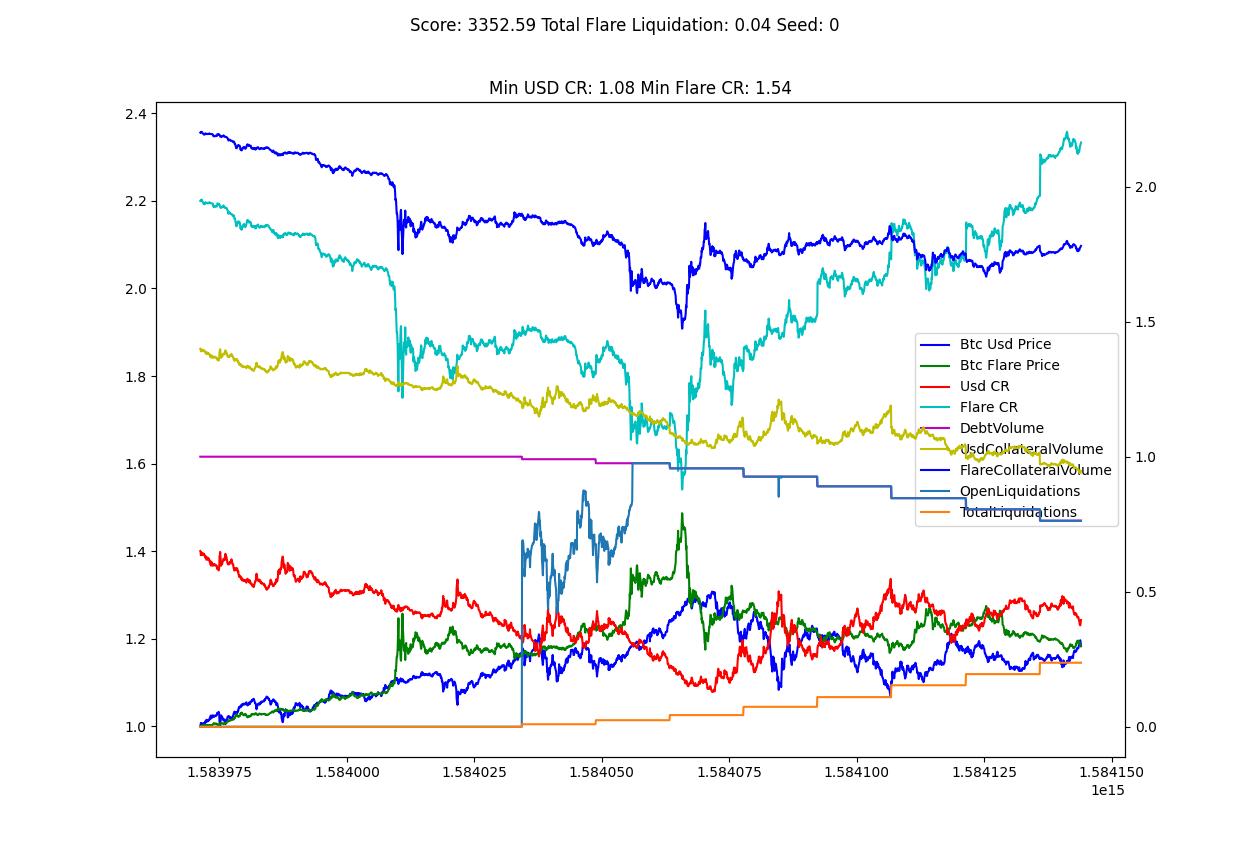 Score: 3352.59 Total Flare Liquidation: 0.04 Seed: 0
Min USD CR: 1.08 Min Flare CR: 1.54
2.4
2.2
2.0
1.8
1.6
1.4
1.2
1.0
2.0
1.5
1.0
0.5
0.0
Btc Usd Price
Btc Flare Price
Usd CR
Flare CR
DebtVolume
UsdCollateralVolume
FlareCollateralVolume
OpenLiquidations
TotalLiquidations
1.583975 1.584000 1.584025 1.584050 1.584075 1.584100 1.584125 1.584150
1e15